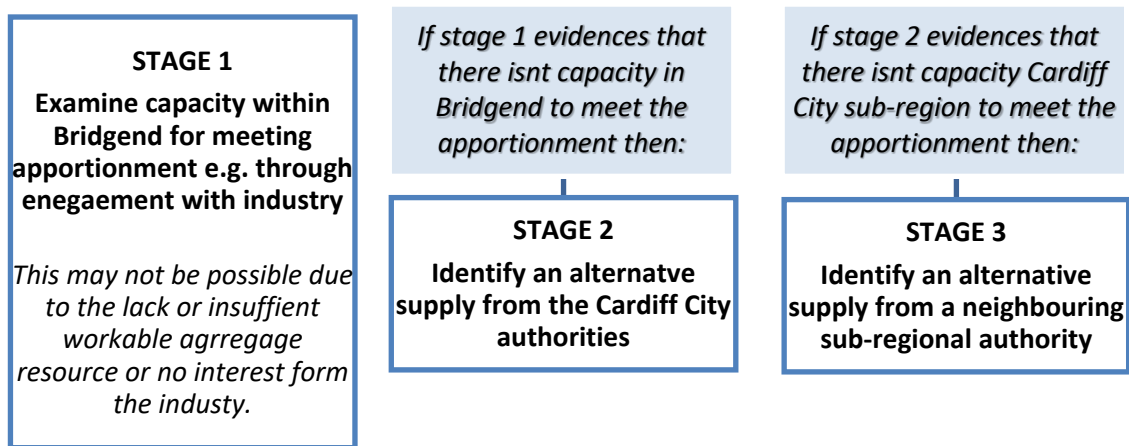 STAGE 1
Examine capacity within
Bridgend for meeting
apportionment e.g. through
enegaement with industry
This may not be possible due
to the lack or insuffient
workable agrregage
resource or no interest form
the industy.
If stage 1 evidences that
there isnt capacity in
Bridgend to meet the
apportionment then:
STAGE 2
Identify an alternatve
supply from the Cardiff City
authorities
If stage 2 evidences that
there isnt capacity Cardiff
City sub-region to meet the
apportionment then:
STAGE 3
Identify an alternative
supply from a neighbouring
sub-regional authority